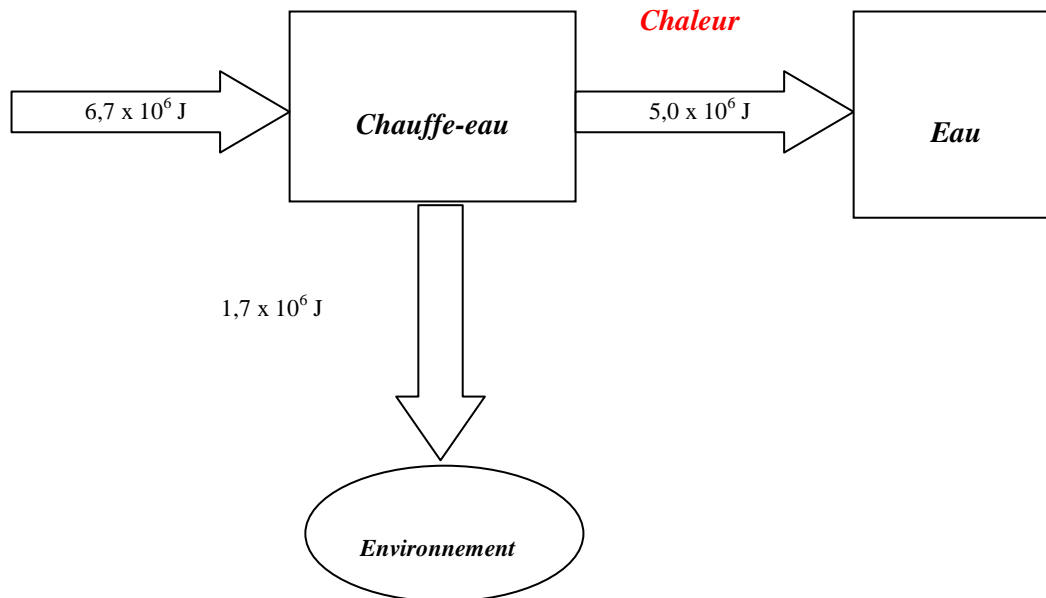 Chaleur
6,7 x 10⁶ J
Chauffe-eau
5,0 x 10⁶ J
Eau
1,7 x 10⁶ J
Environnement